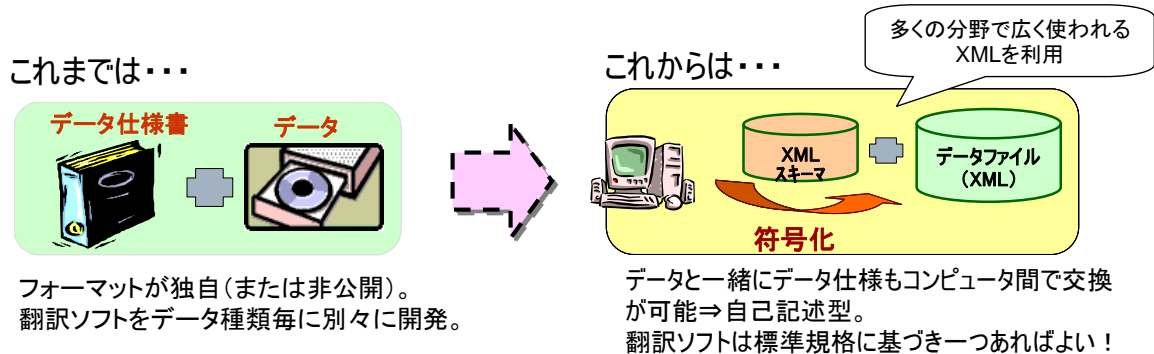 これまでは・・・
データ仕様書
データ
フォーマットが独自(または非公開)。
翻訳ソフトをデータ種類毎に別々に開発。
これからは・・・
多くの分野で広く使われる
XMLを利用
XML
スキーマ
データファイル
(XML)
符号化
データと一緒にデータ仕様もコンピュータ間で交換
が可能⇒自己記述型。
翻訳ソフトは標準規格に基づき一つあればよい!